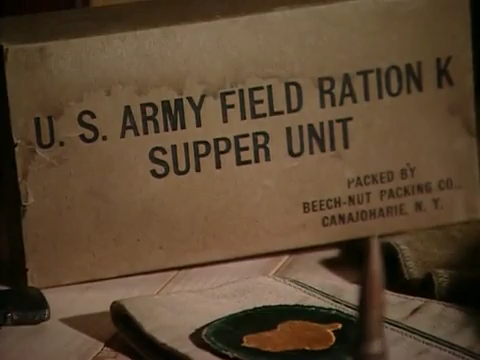 U. S. ARMY FIELD RATION K
SUPPER UNIT
PACKED BY
BEECH-NUT PACKING CO.,
CANAJOHARIE, N. Y.